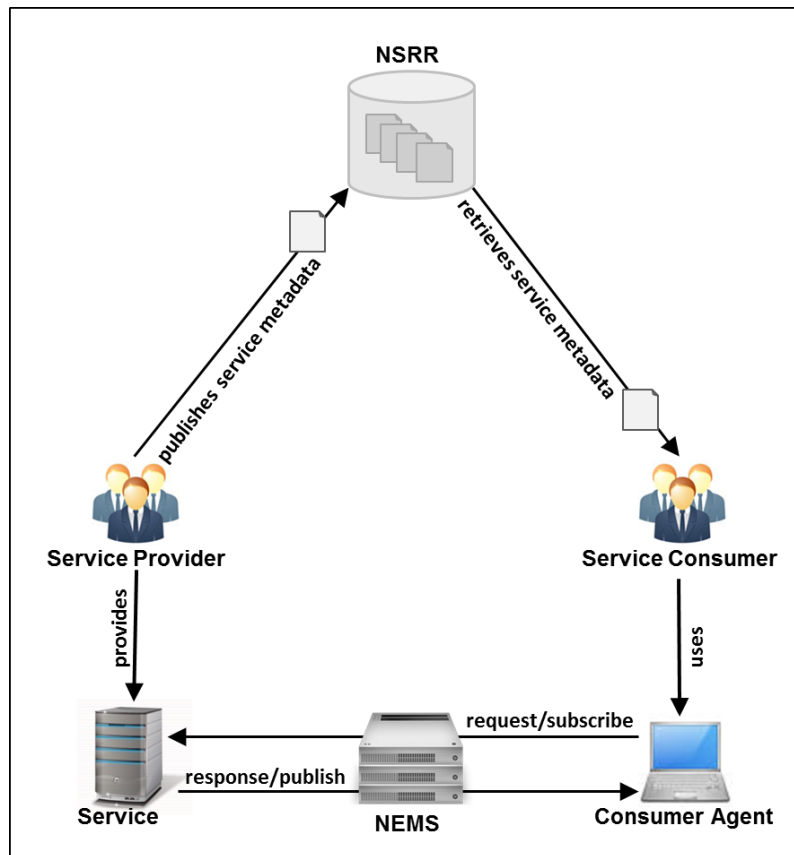 NSRR
publishes service metadata
retrieves service metadata
Service Provider
Service Consumer
provides
uses
request/subscribe
response/publish
Service
NEMS
Consumer Agent